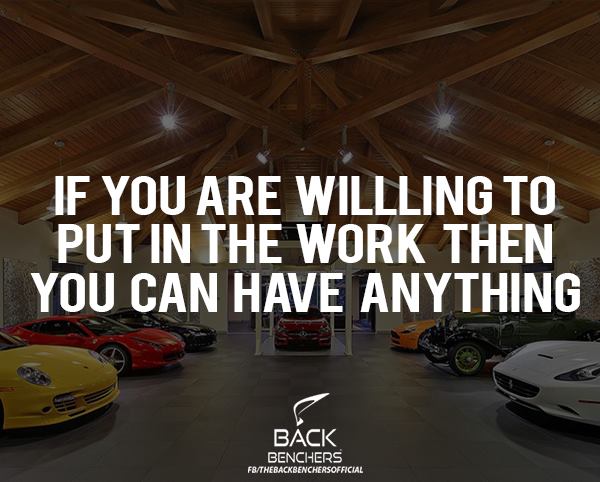 IF YOU ARE WILLLING TO
PUT IN THE WORK THEN
YOU CAN HAVE ANYTHING
BACK
BENCHERS
FB/THEBACKBENCHERSOFFICIAL